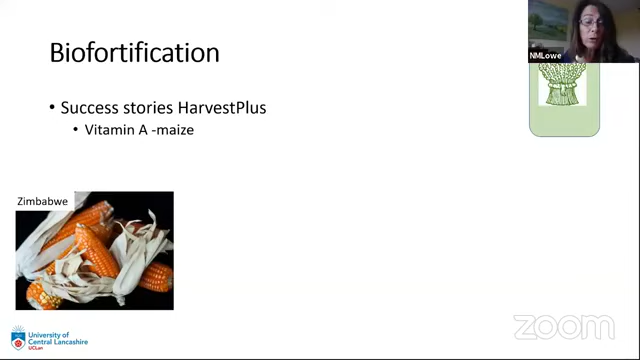 Biofortification
NMLowe
• Success stories HarvestPlus
• Vitamin A -maize
Zimbabwe
University of
Central Lancashire
UCLan
zoom